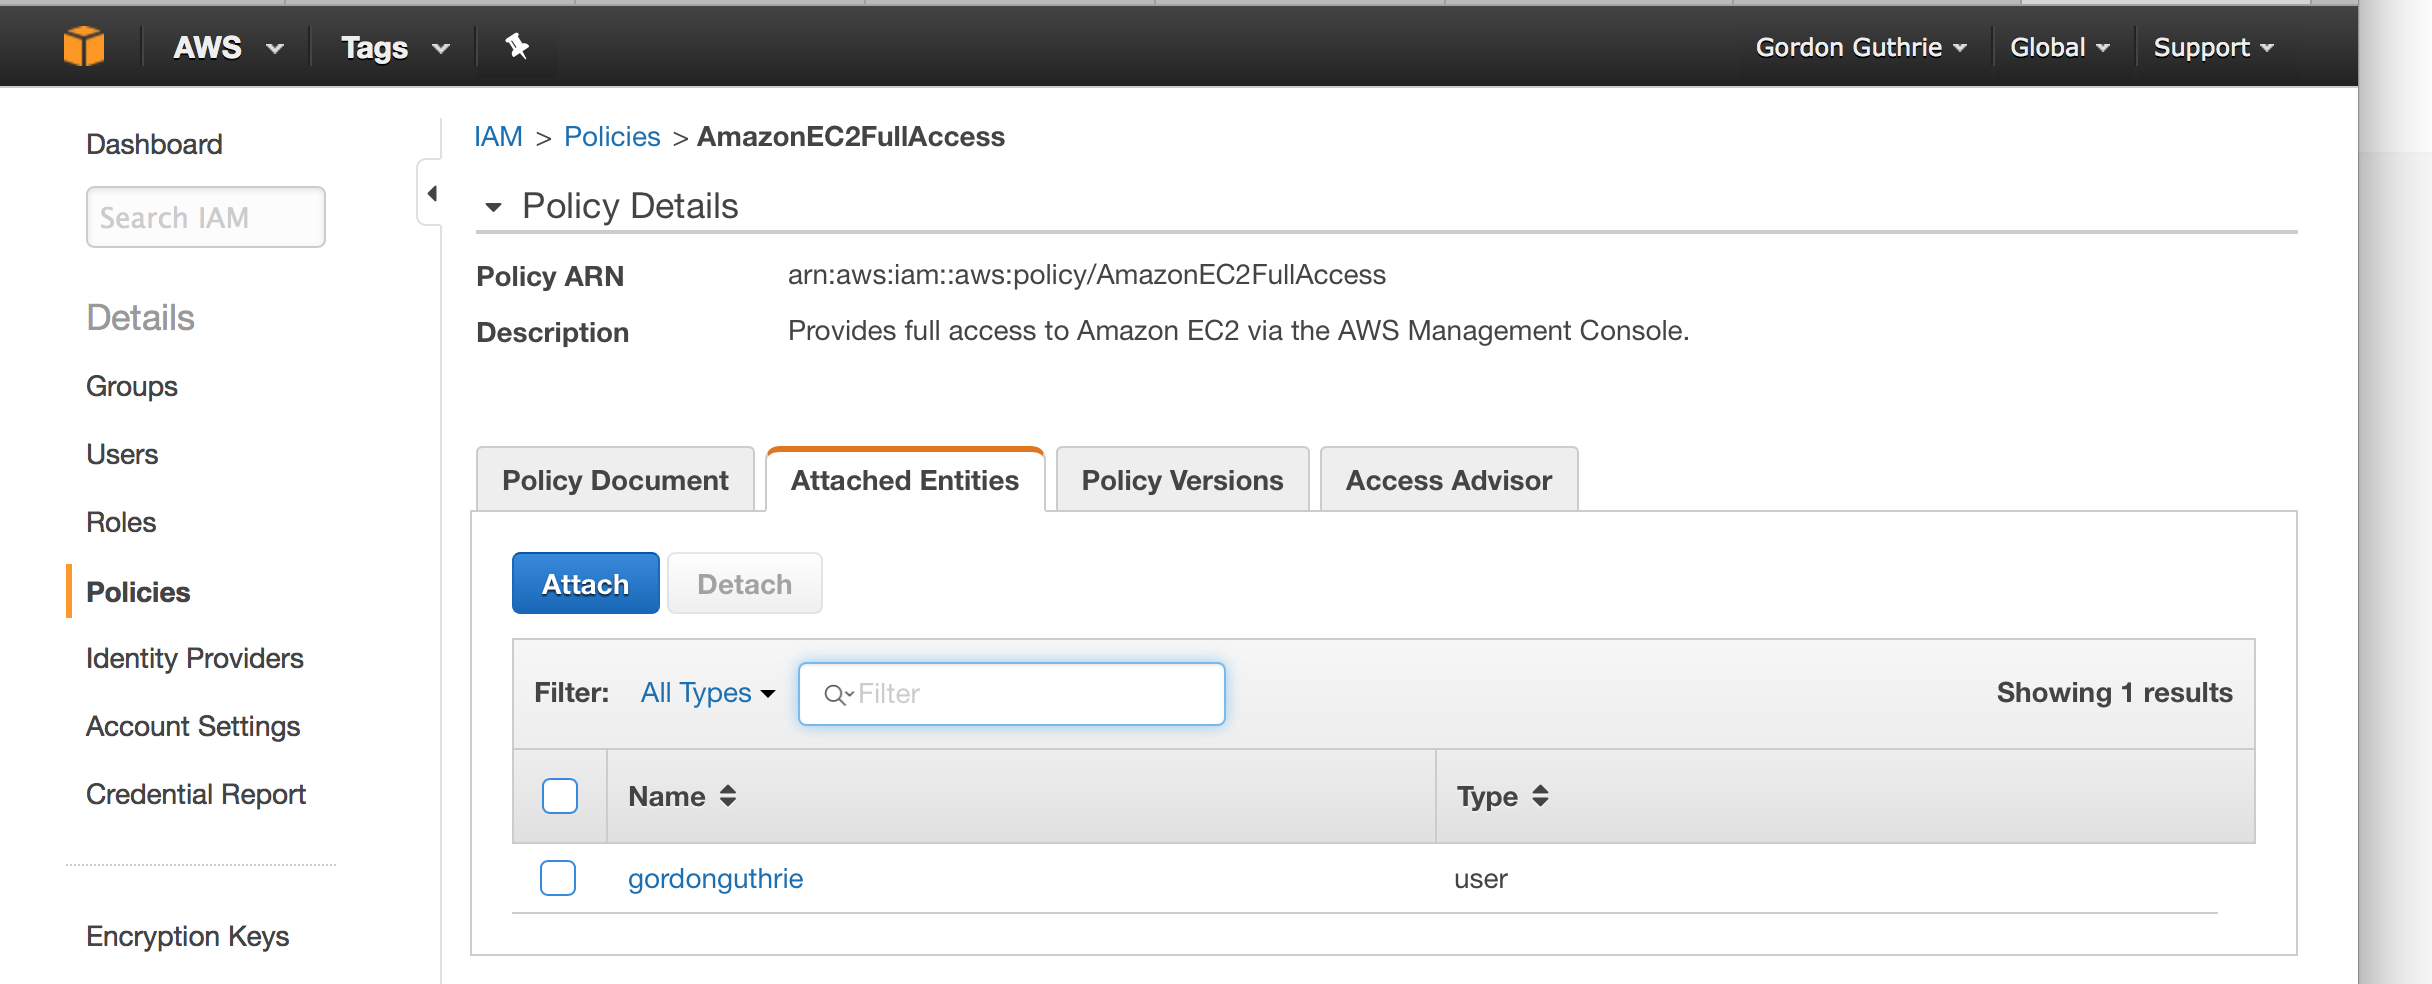 AWS Tags Gordon Guthrie Global Support
Dashboard
Search IAM
Details
Groups
Users
Roles
Policies
Identity Providers
Account Settings
Credential Report
Encryption Keys
IAM > Policies > AmazonEC2FullAccess
Policy Details
Policy ARN arn:aws:iam::aws:policy/AmazonEC2FullAccess
Description Provides full access to Amazon EC2 via the AWS Management Console.
Policy Document Attached Entities Policy Versions Access Advisor
Attach Detach
Filter: All Types Filter Showing 1 results
Name Type
gordonguthrie user